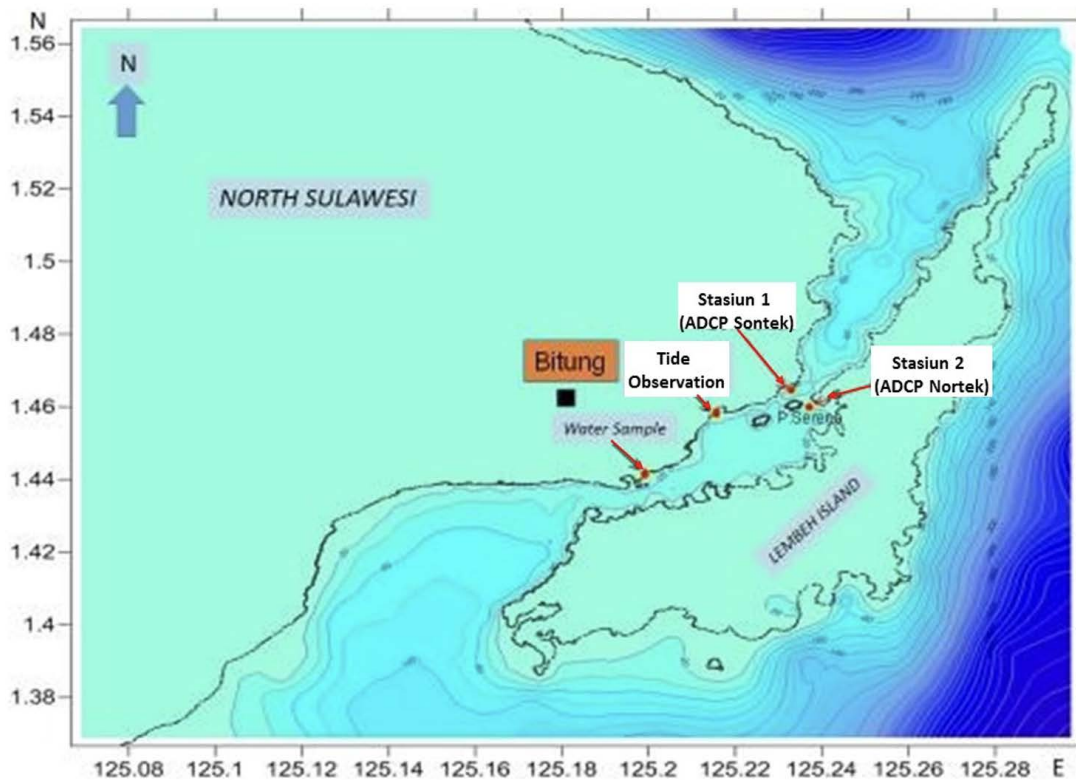 N
1.56
1.54
1.52
1.5
1.48
1.46
1.44
1.42
1.4
1.38
N
NORTH SULAWESI
Stasiun 1
(ADCP Sontek)
Bitung
Tide
Observation
Stasiun 2
(ADCP Nortek)
Water Sample
P.Serena
LEMBEH ISLAND
125.08 125.1 125.12 125.14 125.16 125.18 125.2 125.22 125.24 125.26 125.28 E